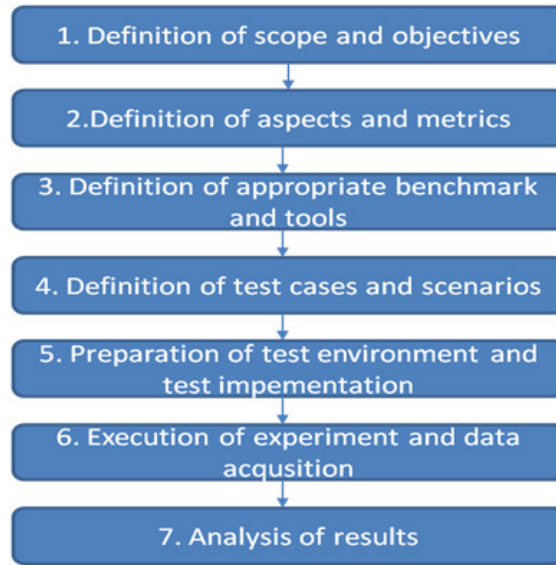 1. Definition of scope and objectives
2.Definition of aspects and metrics
3. Definition of appropriate benchmark
and tools
4. Definition of test cases and scenarios
5. Preparation of test environment and
test impementation
6. Execution of experiment and data
acqusition
7. Analysis of results